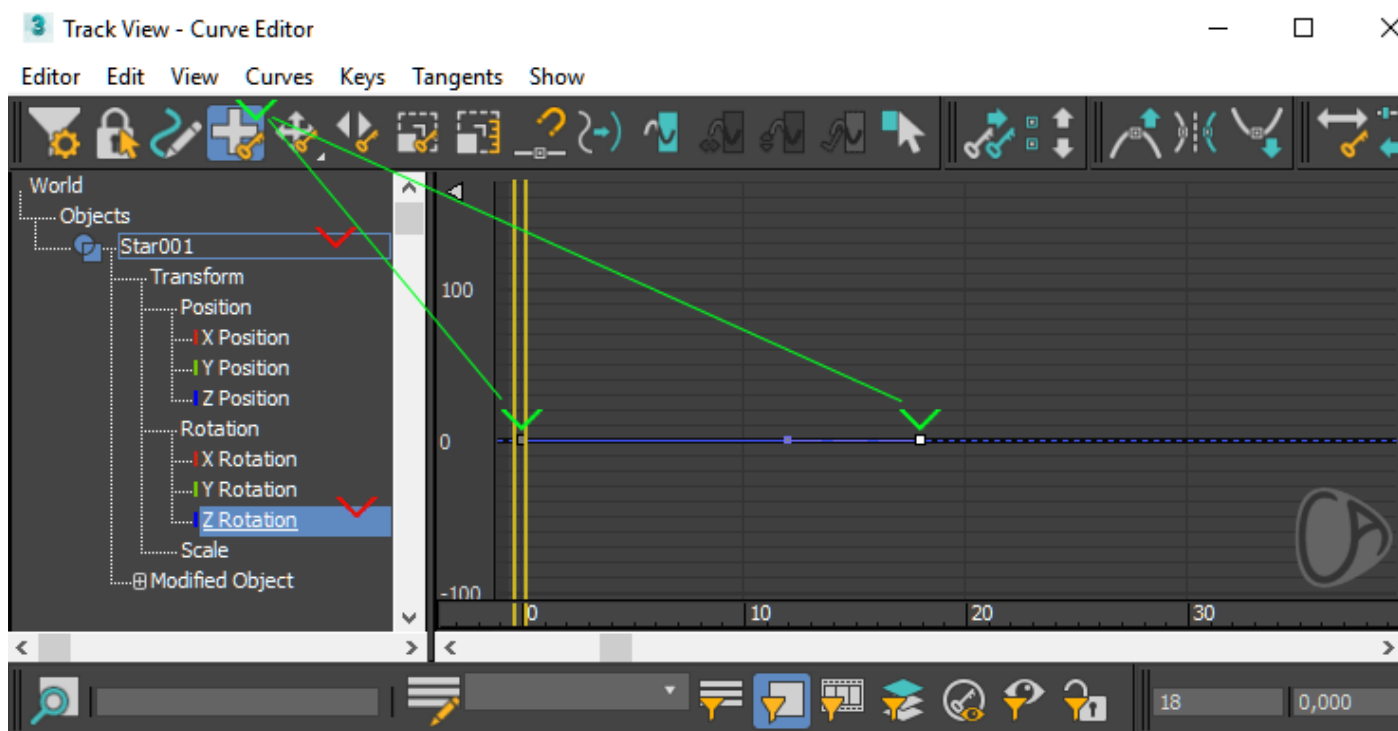 3 Track View - Curve Editor
Editor Edit View Curves Keys Tangents Show
World
Objects
Star001
Transform
Position
X Position
Y Position
Z Position
Rotation
X Rotation
Y Rotation
Z Rotation
Scale
Modified Object
100
0
-100
0 10 20 30
18 0,000